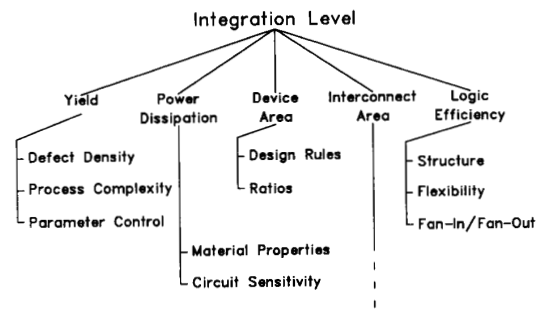 Integration Level
Yield
Power
Dissipation
Device
Area
Interconnect
Area
Logic
Efficiency
Defect Density
Process Complexity
Parameter Control
Material Properties
Circuit Sensitivity
Design Rules
Ratios
Structure
Flexibility
Fan-In/Fan-Out